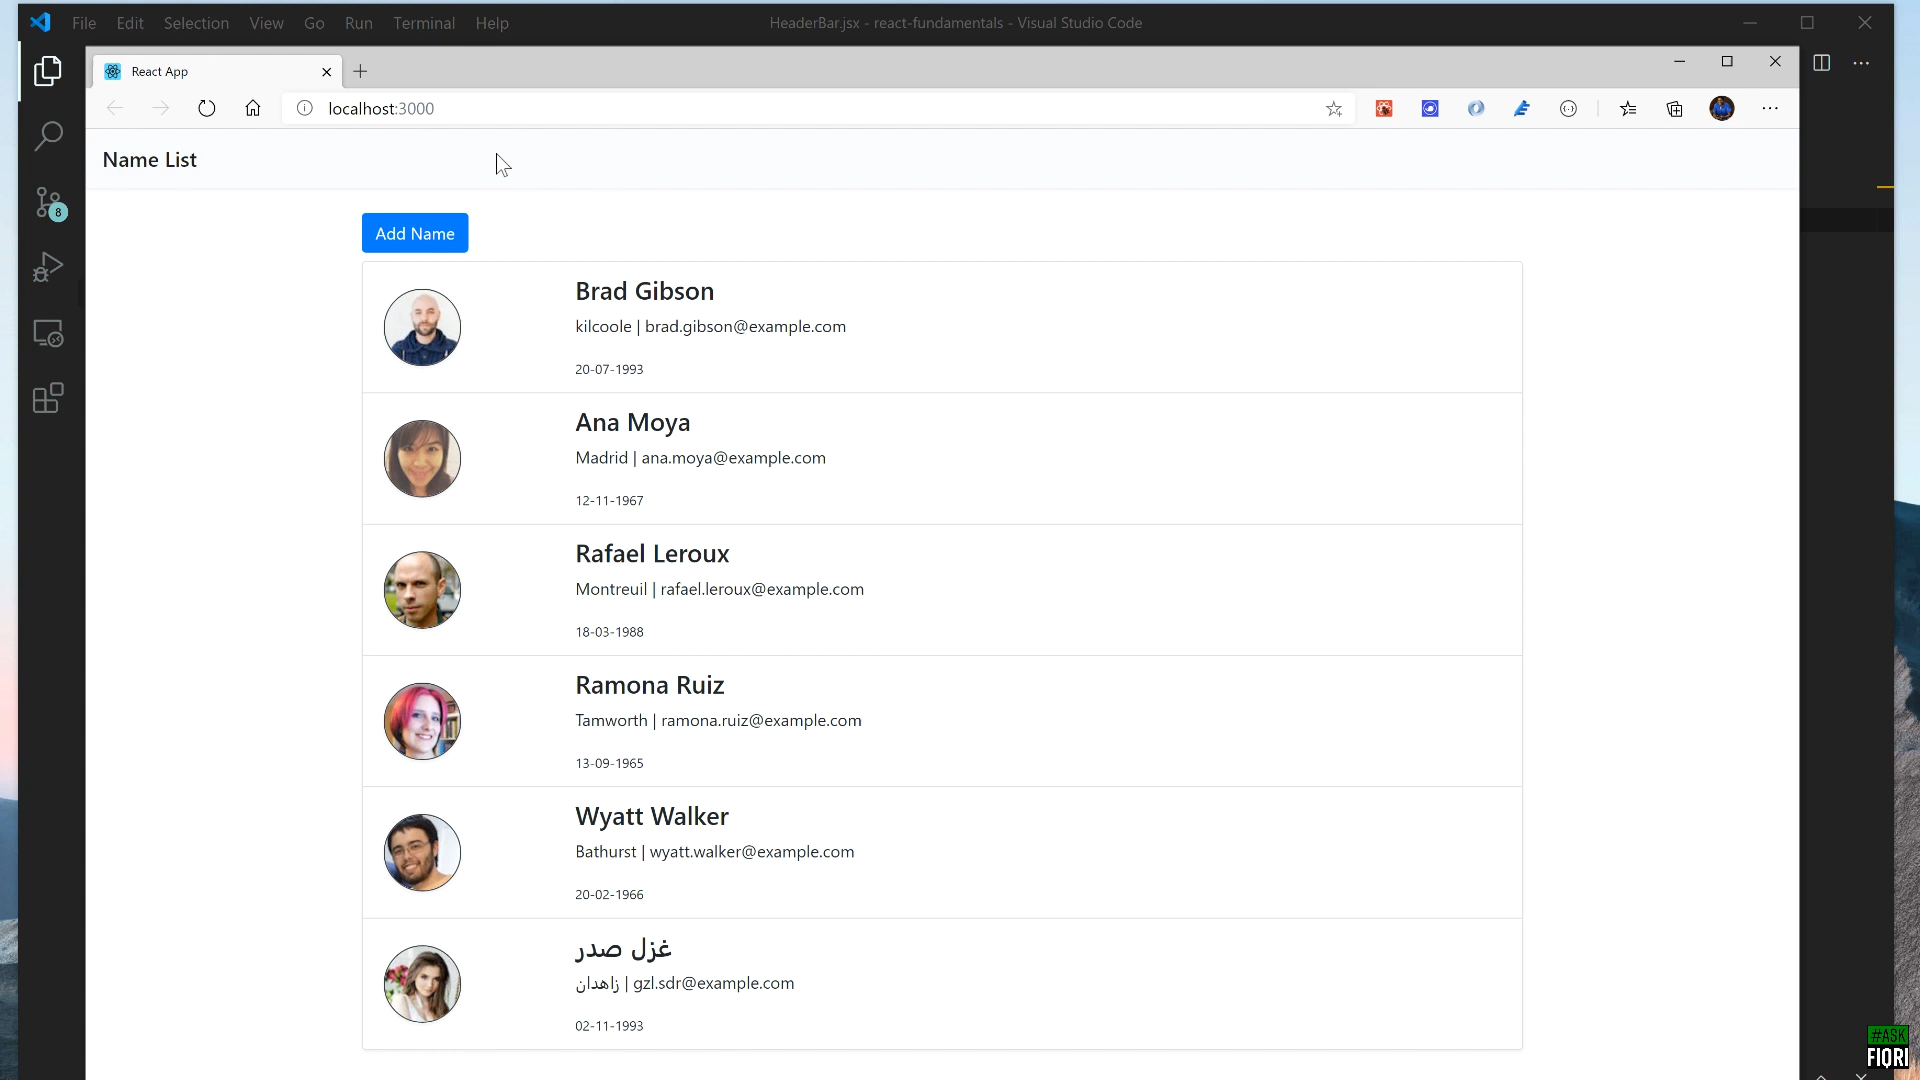 File Edit Selection View Go Run Terminal Help
HeaderBar.jsx - react-fundamentals - Visual Studio Code
React App
localhost:3000
Name List
8
Add Name
Brad Gibson
kilcoole | brad.gibson@example.com
20-07-1993
Ana Moya
Madrid | ana.moya@example.com
12-11-1967
Rafael Leroux
Montreuil | rafael.leroux@example.com
18-03-1988
Ramona Ruiz
Tamworth | ramona.ruiz@example.com
13-09-1965
Wyatt Walker
Bathurst | wyatt.walker@example.com
20-02-1966
غزل صدر
زاهدان | gzl.sdr@example.com
02-11-1993
#ASK
FIQRI